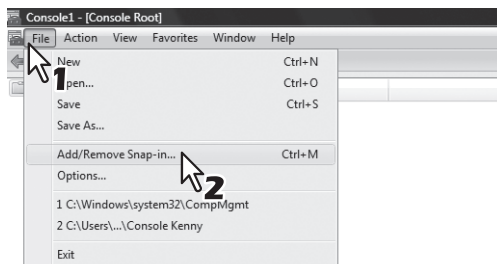 Console1 - [Console Root]
File Action View Favorites Window Help
New Ctrl+N
pen... Ctrl+O
1
Save Ctrl+S
Save As...
Add/Remove Snap-in... Ctrl+M
Options...
2
1 C:\Windows\system32\CompMgmt
2 C:\Users\...\Console Kenny
Exit